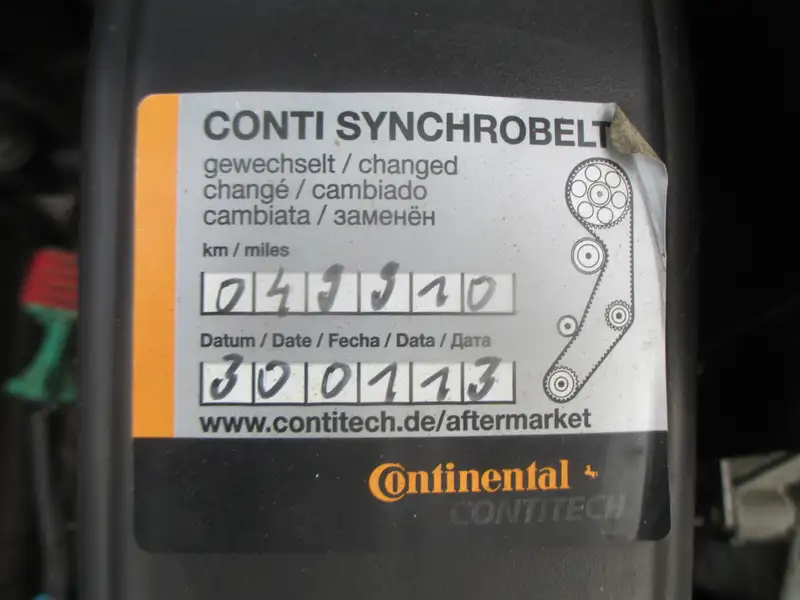 CONTI SYNCHROBELT
gewechselt / changed
changé / cambiado
cambiata / заменён
km / miles
049910
Datum / Date / Fecha / Data / Дата
300113
www.contitech.de/aftermarket
Continental
CONTITECH